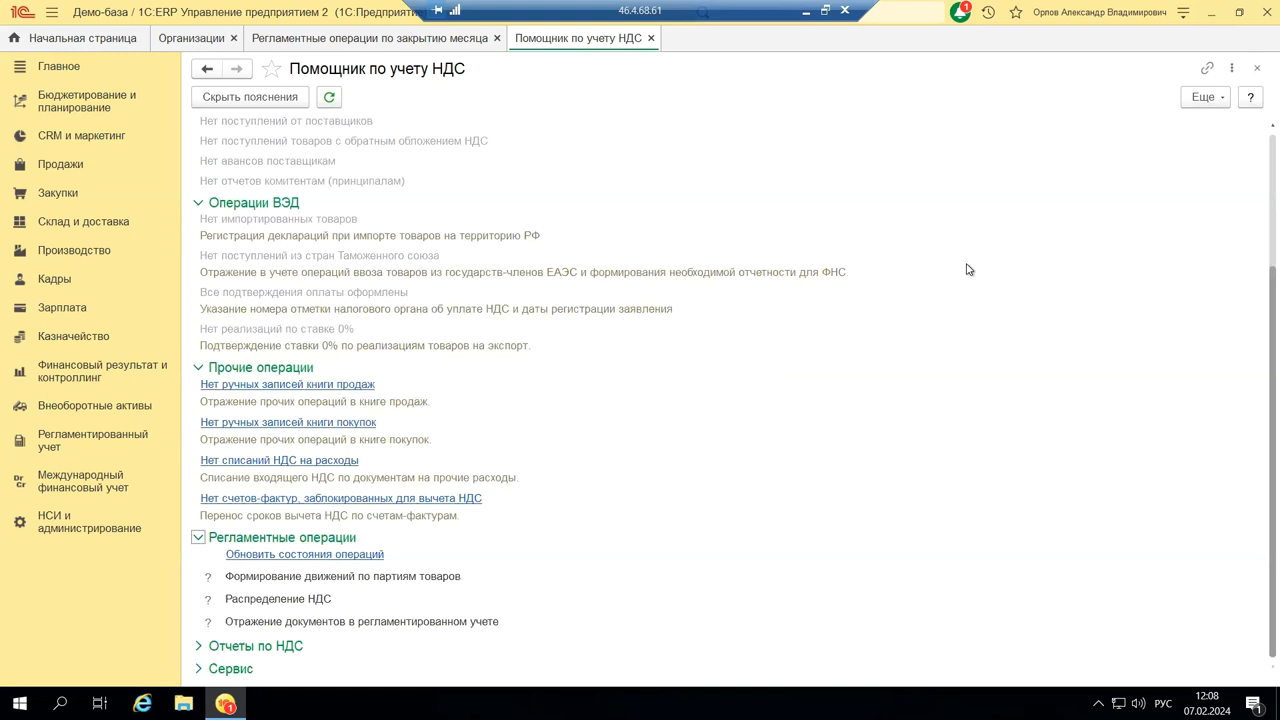 Демо-база / 1С:ERP Управление предприятием 2 (1С:Предприятие
46.4.68.61
1
Орлов Александр Владимирович
Начальная страница
Организации
Регламентные операции по закрытию месяца
Помощник по учету НДС
Главное
Бюджетирование и
планирование
CRM и маркетинг
Продажи
Закупки
Склад и доставка
Производство
Кадры
Зарплата
Казначейство
Финансовый результат и
контроллинг
Внеоборотные активы
Регламентированный
учет
Dr
Cr
Международный
финансовый учет
НСИ и
администрирование
Помощник по учету НДС
Скрыть пояснения
Еще
?
Нет поступлений от поставщиков
Нет поступлений товаров с обратным обложением НДС
Нет авансов поставщикам
Нет отчетов комитентам (принципалам)
Операции ВЭД
Нет импортированных товаров
Регистрация деклараций при импорте товаров на территорию РФ
Нет поступлений из стран Таможенного союза
Отражение в учете операций ввоза товаров из государств-членов ЕАЭС и формирования необходимой отчетности для ФНС.
Все подтверждения оплаты оформлены
Указание номера отметки налогового органа об уплате НДС и даты регистрации заявления
Нет реализаций по ставке 0%
Подтверждение ставки 0% по реализациям товаров на экспорт.
Прочие операции
Нет ручных записей книги продаж
Отражение прочих операций в книге продаж.
Нет ручных записей книги покупок
Отражение прочих операций в книге покупок.
Нет списаний НДС на расходы
Списание входящего НДС по документам на прочие расходы.
Нет счетов-фактур, заблокированных для вычета НДС
Перенос сроков вычета НДС по счетам-фактурам.
Регламентные операции
Обновить состояния операций
? Формирование движений по партиям товаров
? Распределение НДС
? Отражение документов в регламентированном учете
Отчеты по НДС
Сервис
РУС
12:08
07.02.2024
1